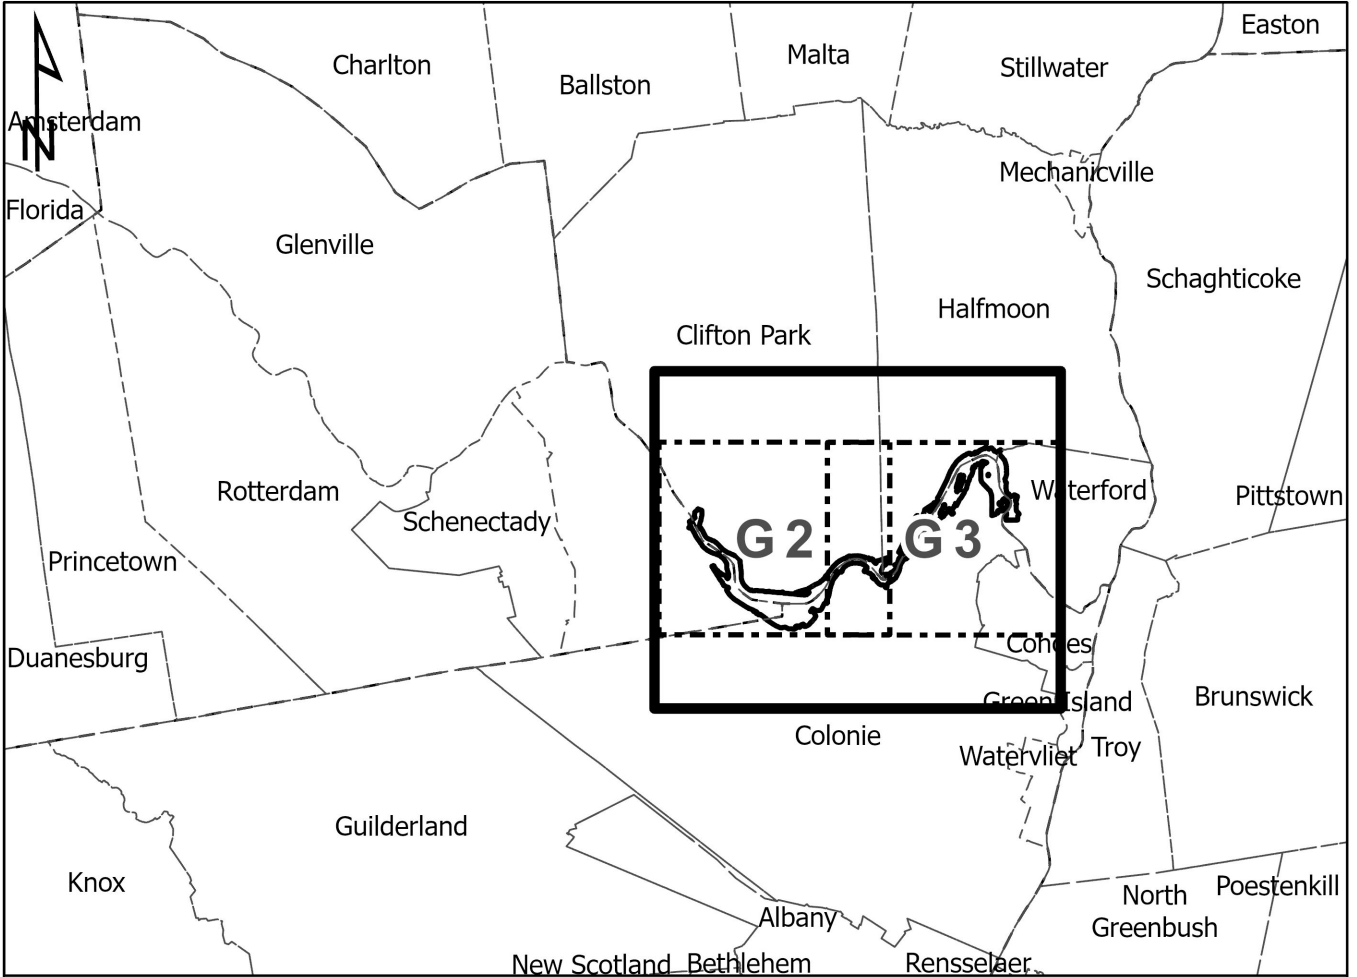 Easton
Malta
Charlton
Stillwater
Ballston
Amsterdam
N
Mechanicville
Florida
Glenville
Schaghticoke
Halfmoon
Clifton Park
Rotterdam
Waterford
Pittstown
Schenectady
G 2
G 3
Princetown
Cohoes
Duanesburg
Green Island
Brunswick
Colonie
Troy
Watervliet
Guilderland
Knox
Poestenkill
North
Greenbush
Albany
New Scotland
Bethlehem
Rensselaer